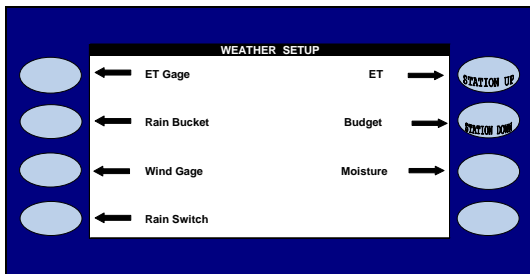 WEATHER SETUP
ET Gage ET STATION UP
Rain Bucket Budget STATION DOWN
Wind Gage Moisture
Rain Switch